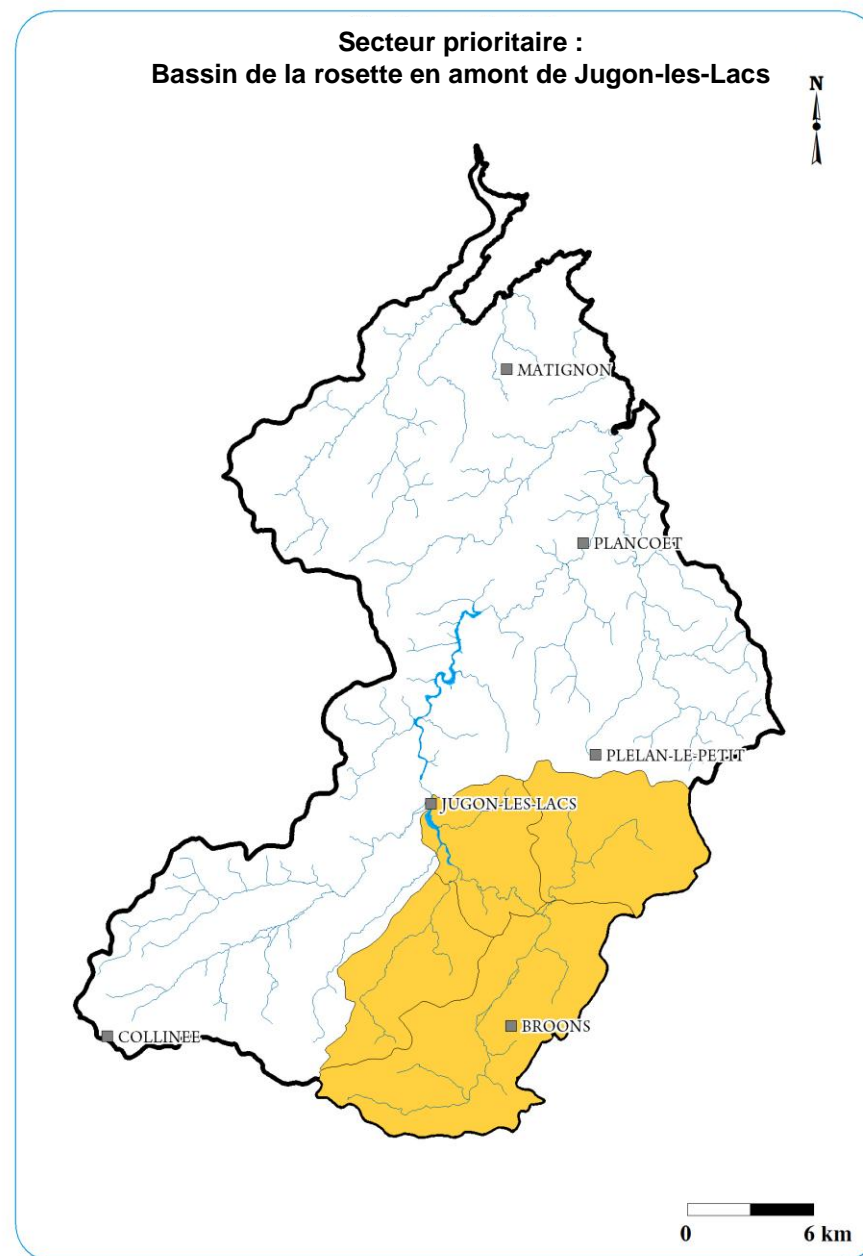 Secteur prioritaire :
Bassin de la rosette en amont de Jugon-les-Lacs
N
MATIGNON
PLANCOET
PLELAN-LE-PETIT
JUGON-LES-LACS
BROONS
COLLINEE
0 6 km